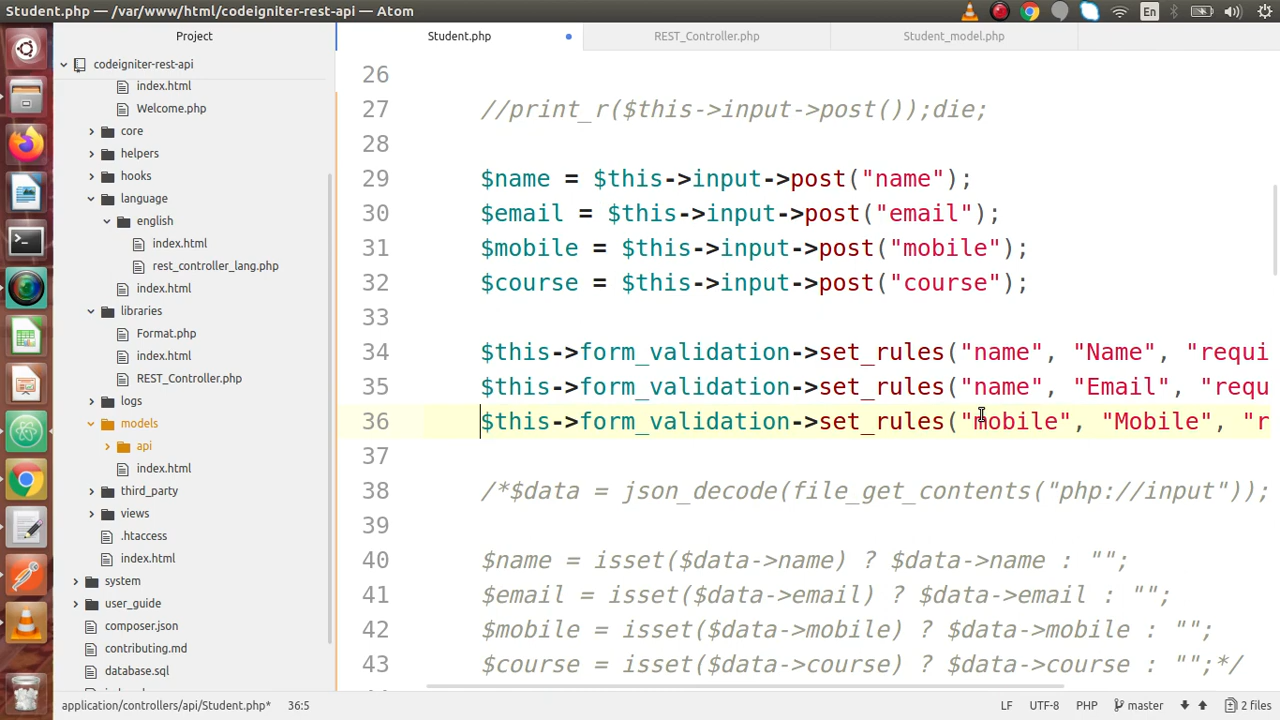 Student.php — /var/www/html/codeigniter-rest-api — Atom
En
Project
Student.php
REST_Controller.php
Student_model.php
codeigniter-rest-api
index.html
Welcome.php
core
helpers
hooks
language
english
index.html
rest_controller_lang.php
index.html
libraries
Format.php
index.html
REST_Controller.php
logs
models
api
index.html
third_party
views
.htaccess
index.html
system
user_guide
composer.json
contributing.md
database.sql
26
27 //print_r($this->input->post());die;
28
29 $name = $this->input->post("name");
30 $email = $this->input->post("email");
31 $mobile = $this->input->post("mobile");
32 $course = $this->input->post("course");
33
34 $this->form_validation->set_rules("name", "Name", "requi
35 $this->form_validation->set_rules("name", "Email", "requ
36 $this->form_validation->set_rules("mobile", "Mobile", "r
37
38 /*$data = json_decode(file_get_contents("php://input"));
39
40 $name = isset($data->name) ? $data->name : "";
41 $email = isset($data->email) ? $data->email : "";
42 $mobile = isset($data->mobile) ? $data->mobile : "";
43 $course = isset($data->course) ? $data->course : "";*/
application/controllers/api/Student.php* 36:5
LF UTF-8 PHP master 2 files